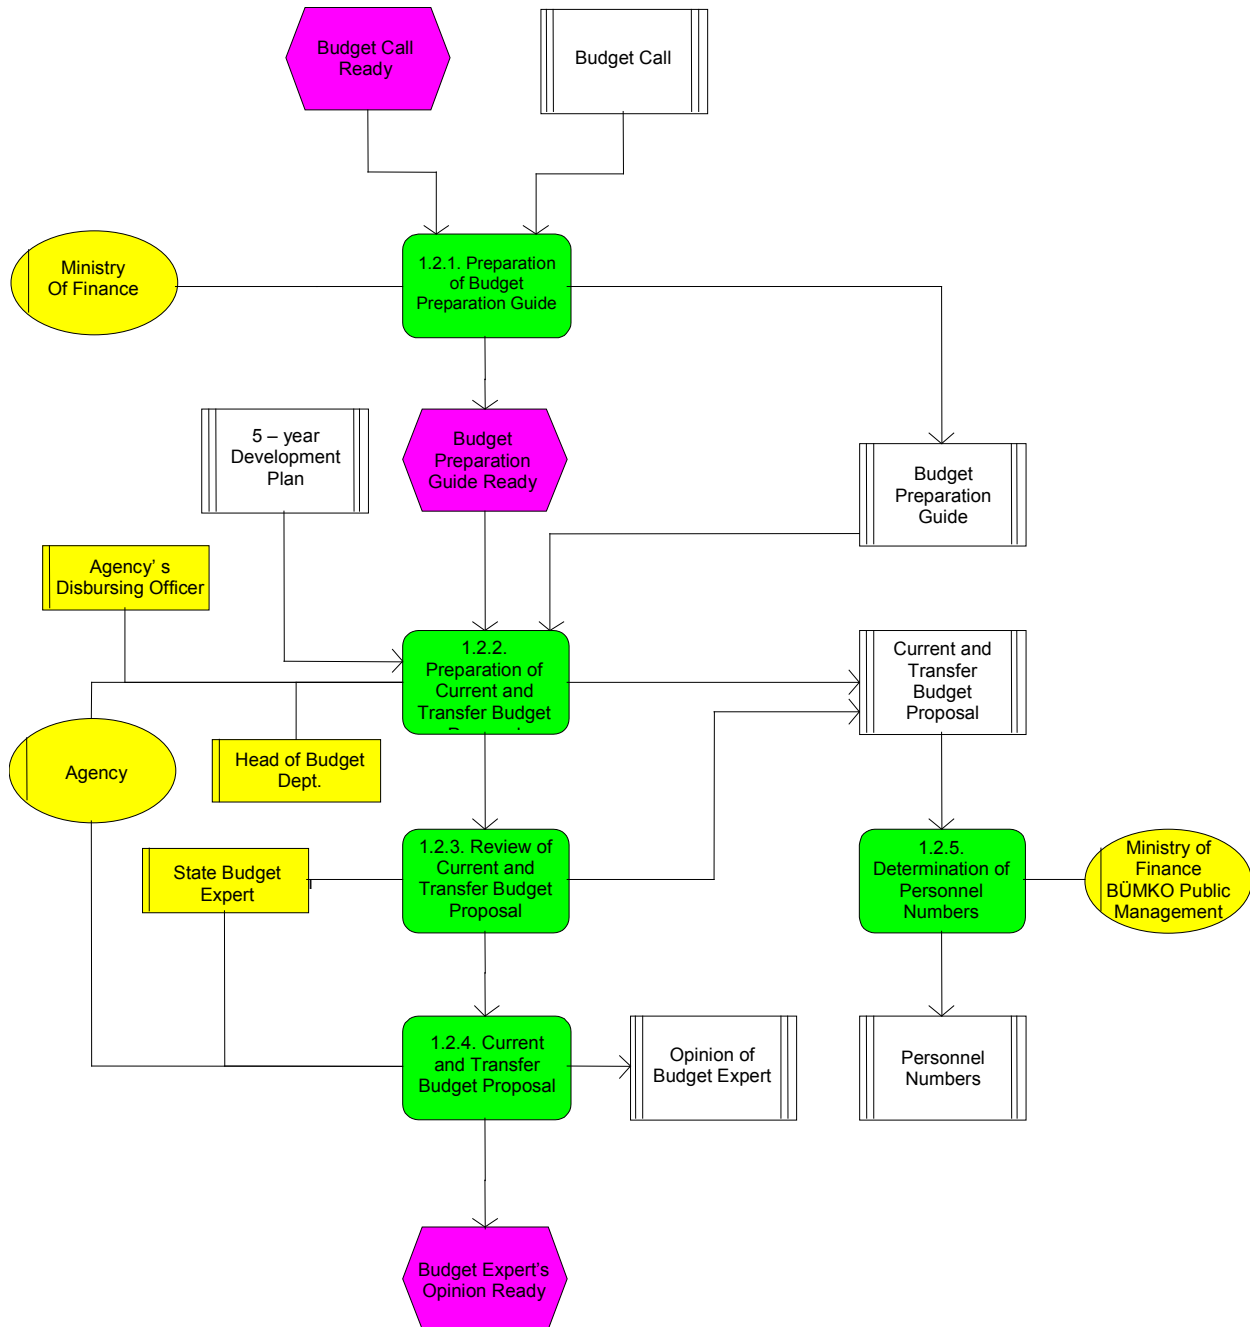 Budget Call
Ready
Budget Call
Ministry
Of Finance
1.2.1. Preparation
of Budget
Preparation Guide
5 – year
Development
Plan
Budget
Preparation
Guide Ready
Budget
Preparation
Guide
Agency' s
Disbursing Officer
1.2.2.
Preparation of
Current and
Transfer Budget
Current and
Transfer
Budget
Proposal
Agency
Head of Budget
Dept.
State Budget
Expert
1.2.3. Review of
Current and
Transfer Budget
Proposal
1.2.5.
Determination of
Personnel
Numbers
Ministry of
Finance
BÜMKO Public
Management
1.2.4. Current
and Transfer
Budget Proposal
Opinion of
Budget Expert
Personnel
Numbers
Budget Expert's
Opinion Ready